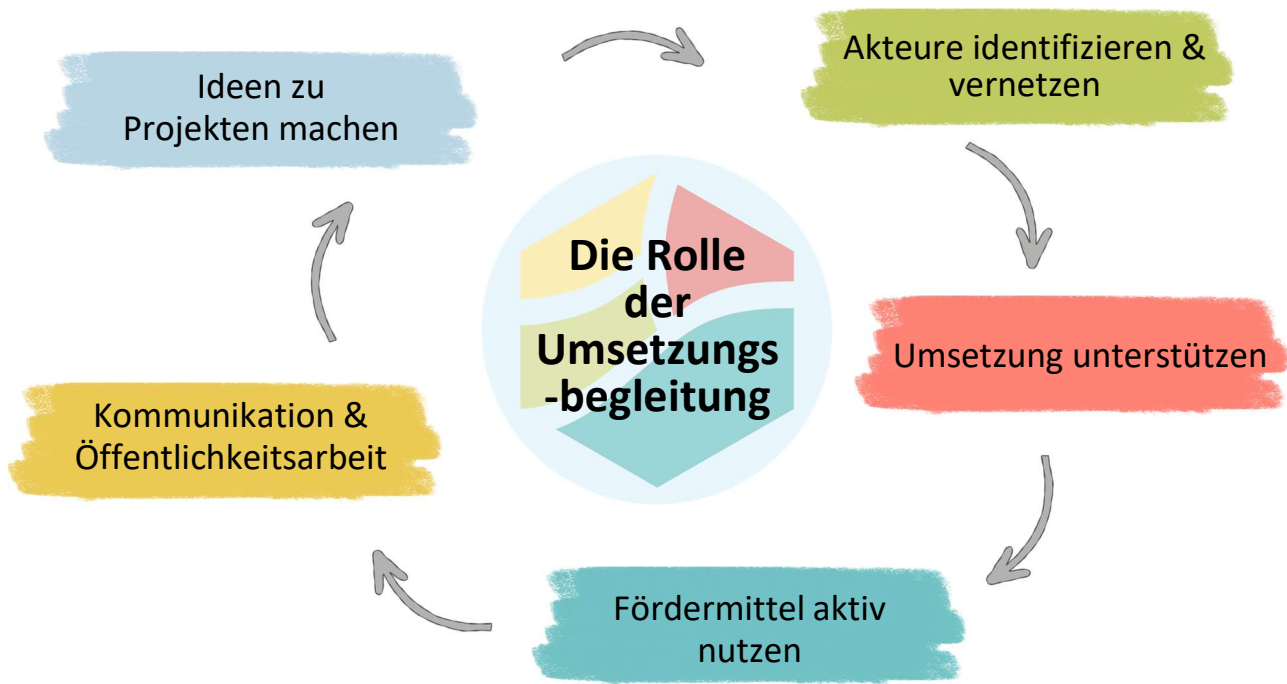 Ideen zu
Projekten machen
Akteure identifizieren &
vernetzen
Die Rolle
der
Umsetzungs
-begleitung
Umsetzung unterstützen
Kommunikation &
Öffentlichkeitsarbeit
Fördermittel aktiv
nutzen